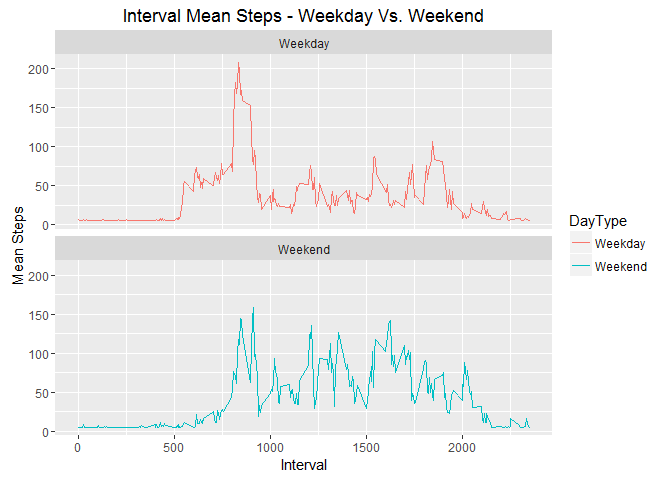 Interval Mean Steps - Weekday Vs. Weekend
Weekday
200
150
100
50
0
Weekend
200
150
100
50
0
0 500 1000 1500 2000
Interval
Mean Steps
DayType
Weekday
Weekend